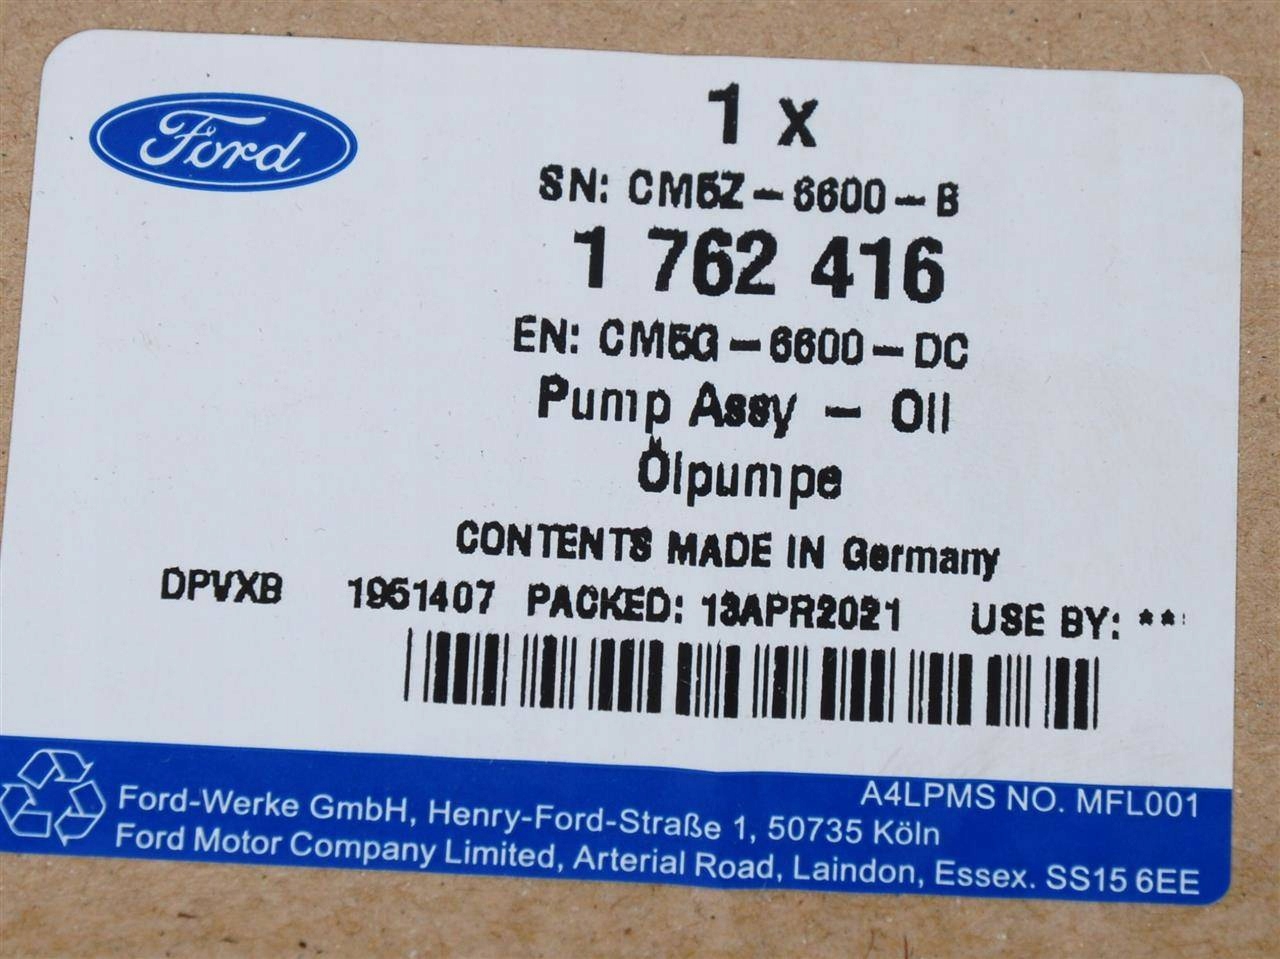 Ford
1 x
SN: CM5Z-6600-B
1 762 416
EN: CM5G-6600-DC
Pump Assy - Oil
Ölpumpe
CONTENTS MADE IN Germany
DPVXB 1951407 PACKED: 13APR2021 USE BY: **
A4LPMS NO. MFL001
Ford-Werke GmbH, Henry-Ford-Straße 1, 50735 Köln
Ford Motor Company Limited, Arterial Road, Laindon, Essex. SS15 6EE